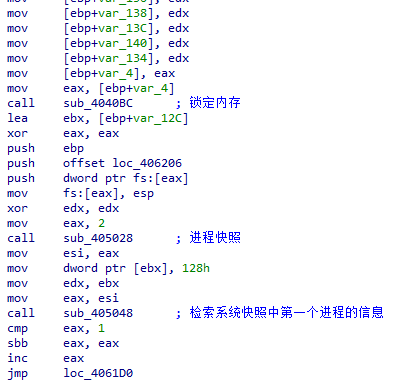 mov [ebp+var_138], edx
mov [ebp+var_13C], edx
mov [ebp+var_140], edx
mov [ebp+var_134], edx
mov [ebp+var_4], eax
mov eax, [ebp+var_4]
call sub_4040BC ; 锁定内存
lea ebx, [ebp+var_12C]
xor eax, eax
push ebp
push offset loc_406206
push dword ptr fs:[eax]
mov fs:[eax], esp
xor edx, edx
mov eax, 2
call sub_405028 ; 进程快照
mov esi, eax
mov dword ptr [ebx], 128h
mov edx, ebx
mov eax, esi
call sub_405048 ; 检索系统快照中第一个进程的信息
cmp eax, 1
sbb eax, eax
inc eax
jmp loc_4061D0